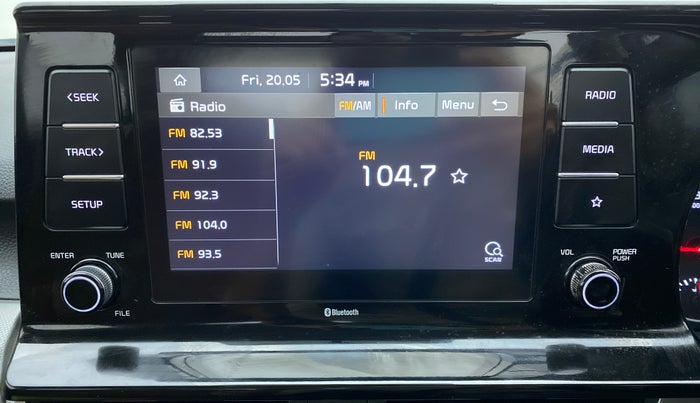 <SEEK
TRACK>
SETUP
ENTER TUNE
FILE
Fri, 20.05 5:34 PM
Radio FM/AM Info Menu
FM 82.53
FM 91.9
FM 92.3
FM 104.0
FM 93.5
FM
104.7
SCAN
Bluetooth
RADIO
MEDIA
VOL POWER
PUSH